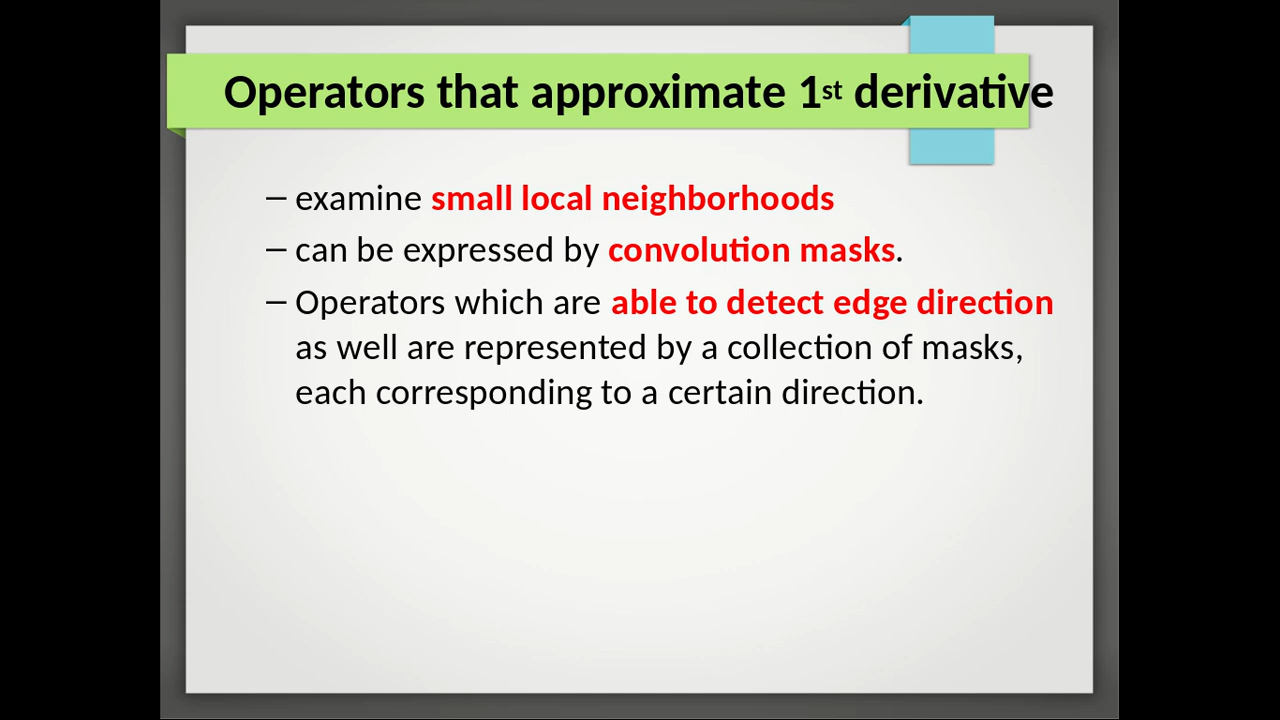 Operators that approximate 1st derivative
– examine small local neighborhoods
– can be expressed by convolution masks.
– Operators which are able to detect edge direction
as well are represented by a collection of masks,
each corresponding to a certain direction.